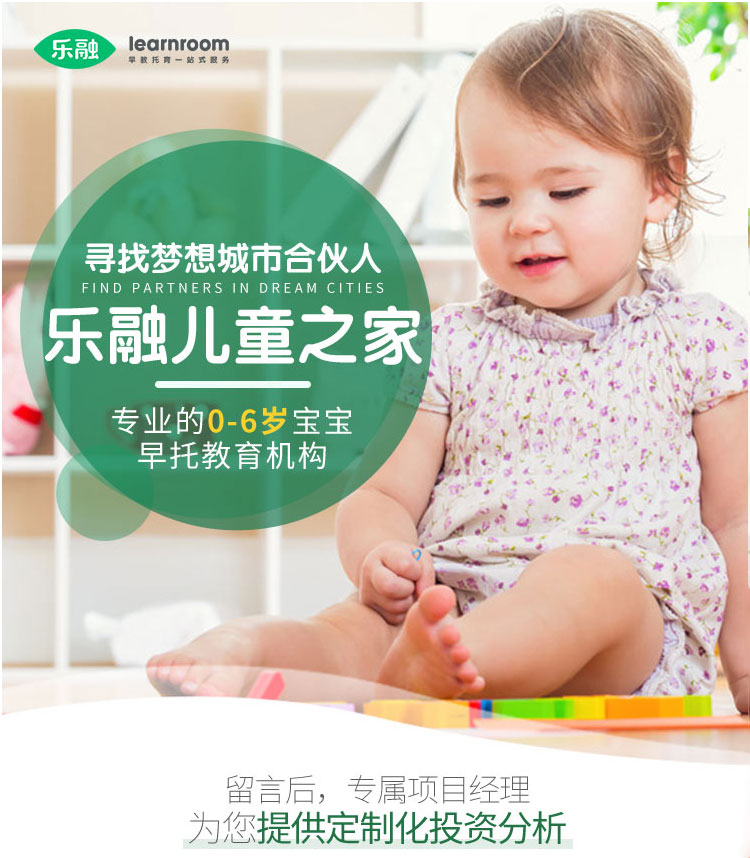 乐融
learnroom
早教托育一站式服务
寻找梦想城市合伙人
FIND PARTNERS IN DREAM CITIES
乐融儿童之家
专业的0-6岁宝宝
早托教育机构
留言后，专属项目经理
为您提供定制化投资分析